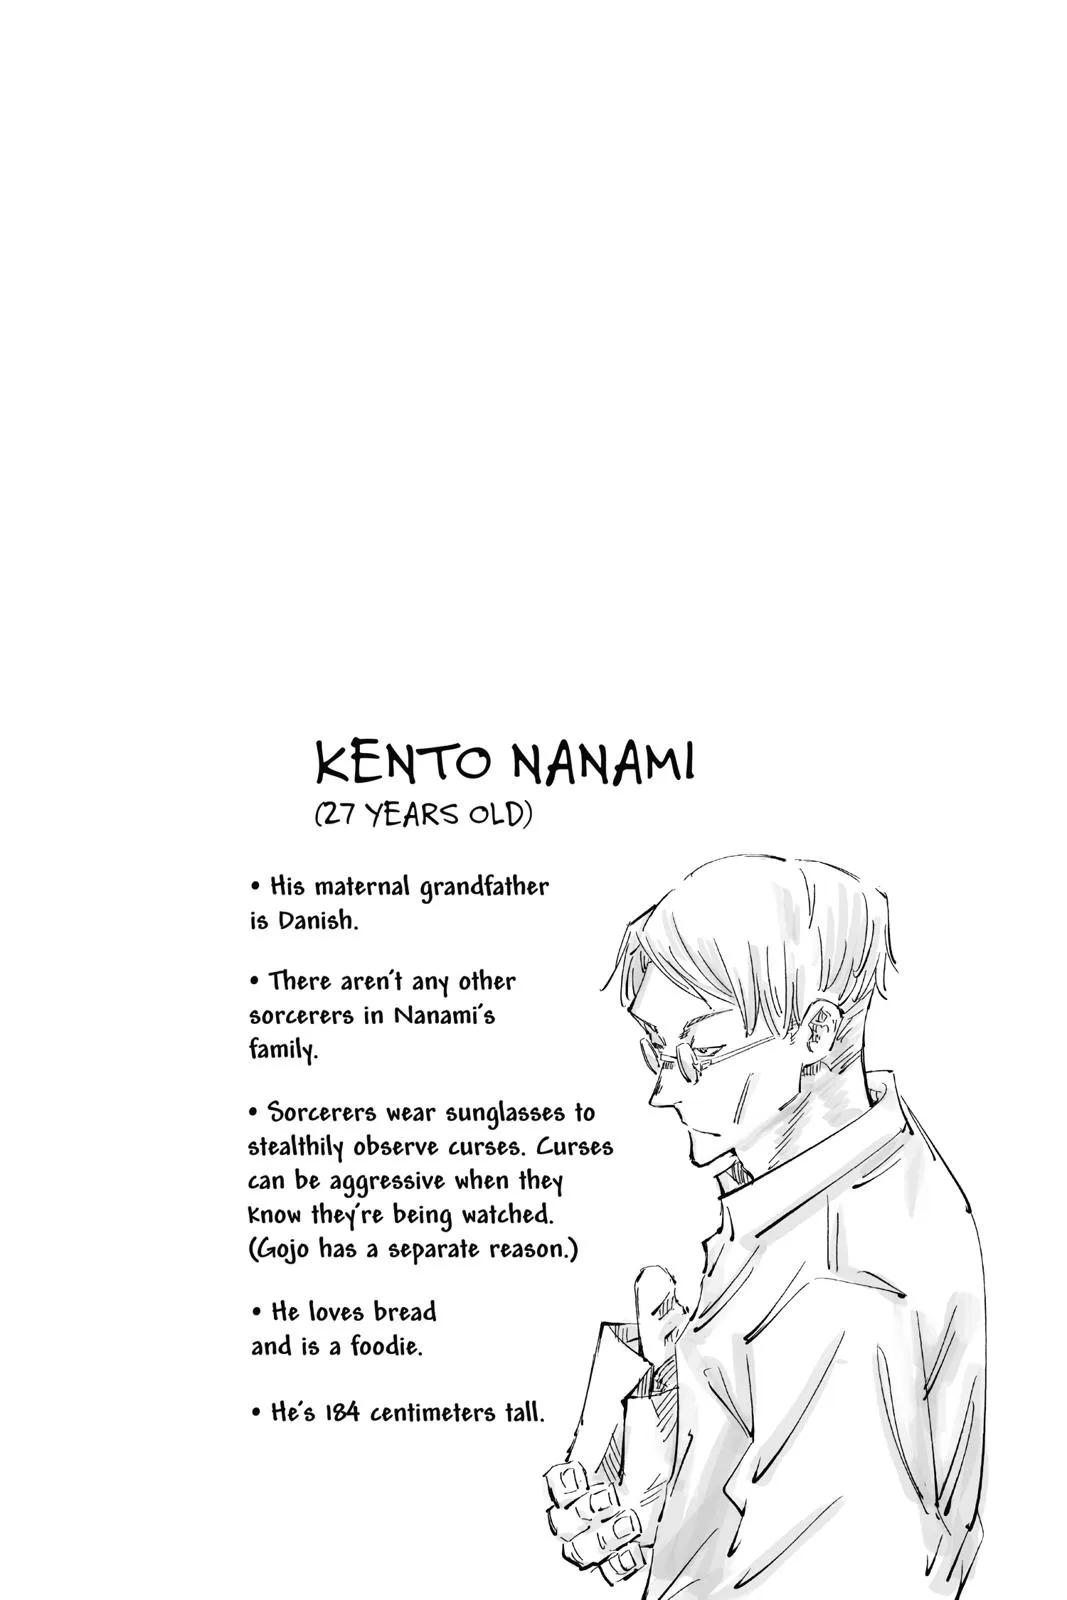 KENTO NANAMI
(27 YEARS OLD)
• His maternal grandfather
is Danish.
• There aren't any other
sorcerers in Nanami's
family.
• Sorcerers wear sunglasses to
stealthily observe curses. Curses
can be aggressive when they
know they're being watched.
(Gojo has a separate reason.)
• He loves bread
and is a foodie.
• He's 184 centimeters tall.